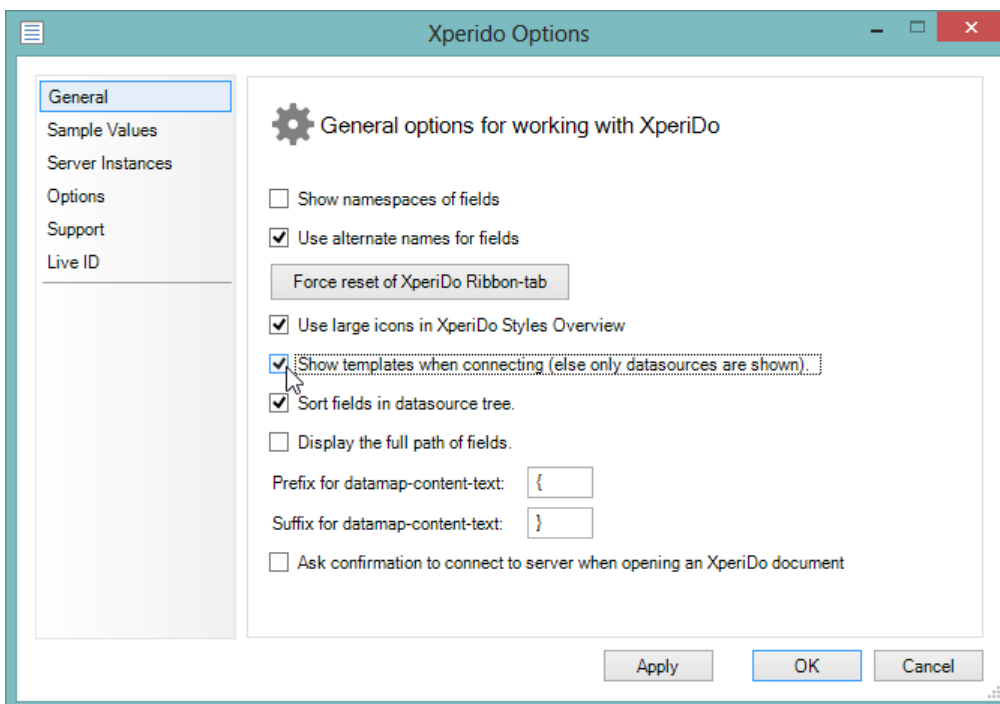 Xperido Options
General
Sample Values
Server Instances
Options
Support
Live ID
General options for working with XperiDo
Show namespaces of fields
Use alternate names for fields
Force reset of XperiDo Ribbon-tab
Use large icons in XperiDo Styles Overview
Show templates when connecting (else only datasources are shown).
Sort fields in datasource tree.
Display the full path of fields.
Prefix for datamap-content-text: {
Suffix for datamap-content-text: }
Ask confirmation to connect to server when opening an XperiDo document
Apply OK Cancel